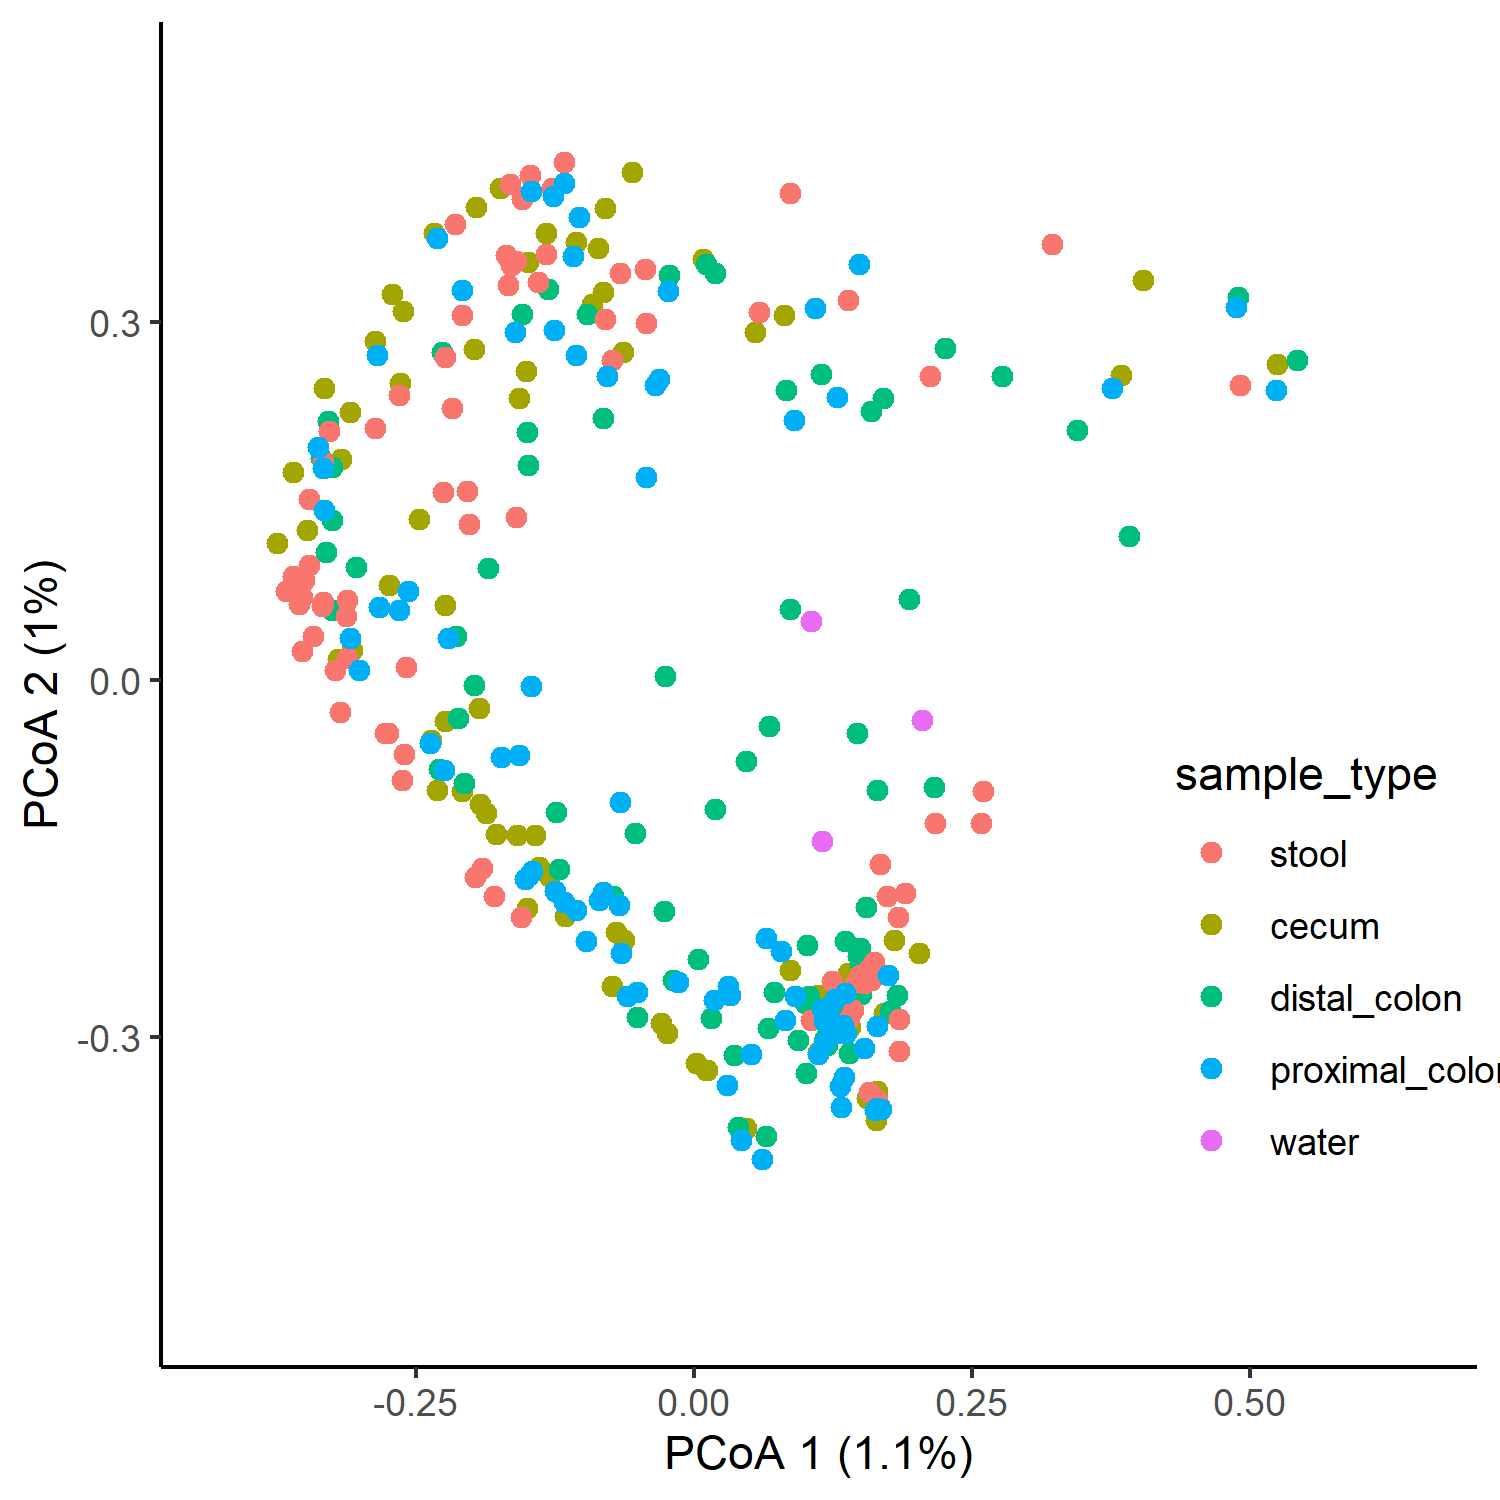 PCoA 2 (1%)
0.3
0.0
-0.3
sample_type
stool
cecum
distal_colon
proximal_colo
water
-0.25
0.00
0.25
0.50
PCoA 1 (1.1%)